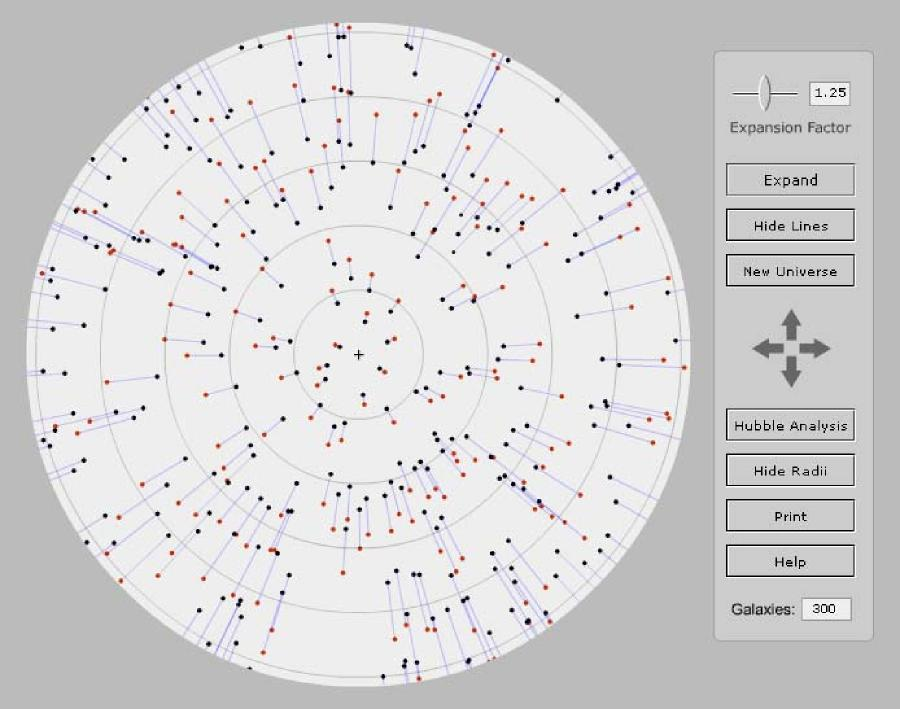 1.25
Expansion Factor
Expand
Hide Lines
New Universe
Hubble Analysis
Hide Radii
Print
Help
Galaxies: 300